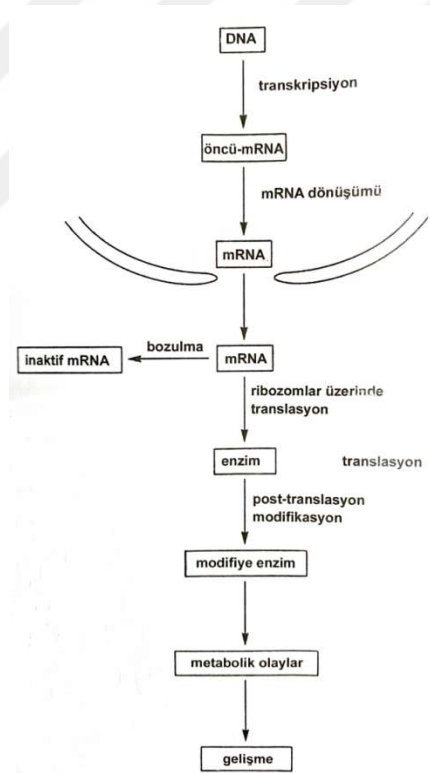 DNA
transkripsiyon
öncü-mRNA
mRNA dönüşümü
mRNA
bozulma
inaktif mRNA
mRNA
ribozomlar üzerinde
translasyon
enzim
translasyon
post-translasyon
modifikasyon
modifiye enzim
metabolik olaylar
gelişme